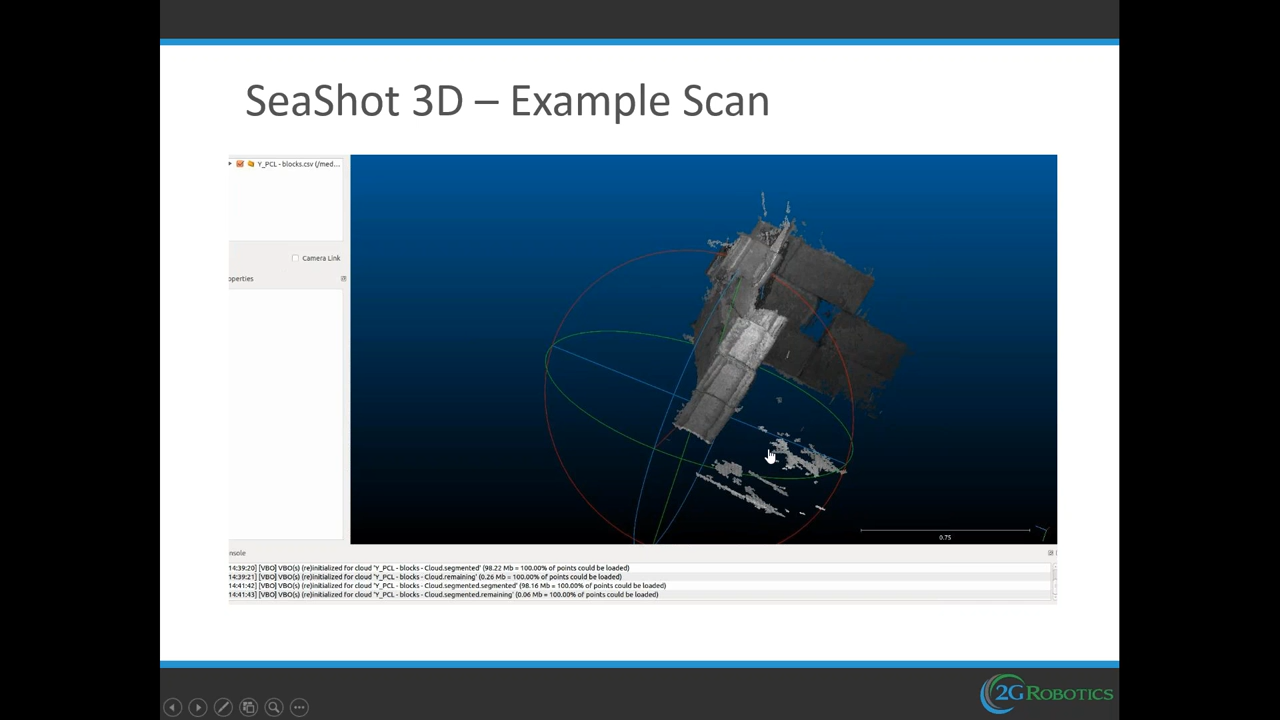 SeaShot 3D – Example Scan
Y_PCL - blocks.csv (/med...
Camera Link
operties
0.75
nsole
14:39:20] [VBO] VBO(s) (re)initialized for cloud 'Y_PCL - blocks - Cloud.segmented' (98.22 Mb = 100.00% of points could be loaded)
14:39:21] [VBO] VBO(s) (re)initialized for cloud 'Y_PCL - blocks - Cloud.remaining' (0.26 Mb = 100.00% of points could be loaded)
14:41:42] [VBO] VBO(s) (re)initialized for cloud 'Y_PCL - blocks - Cloud.segmented.segmented' (98.16 Mb = 100.00% of points could be loaded)
14:41:43] [VBO] VBO(s) (re)initialized for cloud 'Y_PCL - blocks - Cloud.segmented.remaining' (0.06 Mb = 100.00% of points could be loaded)
2G ROBOTICS